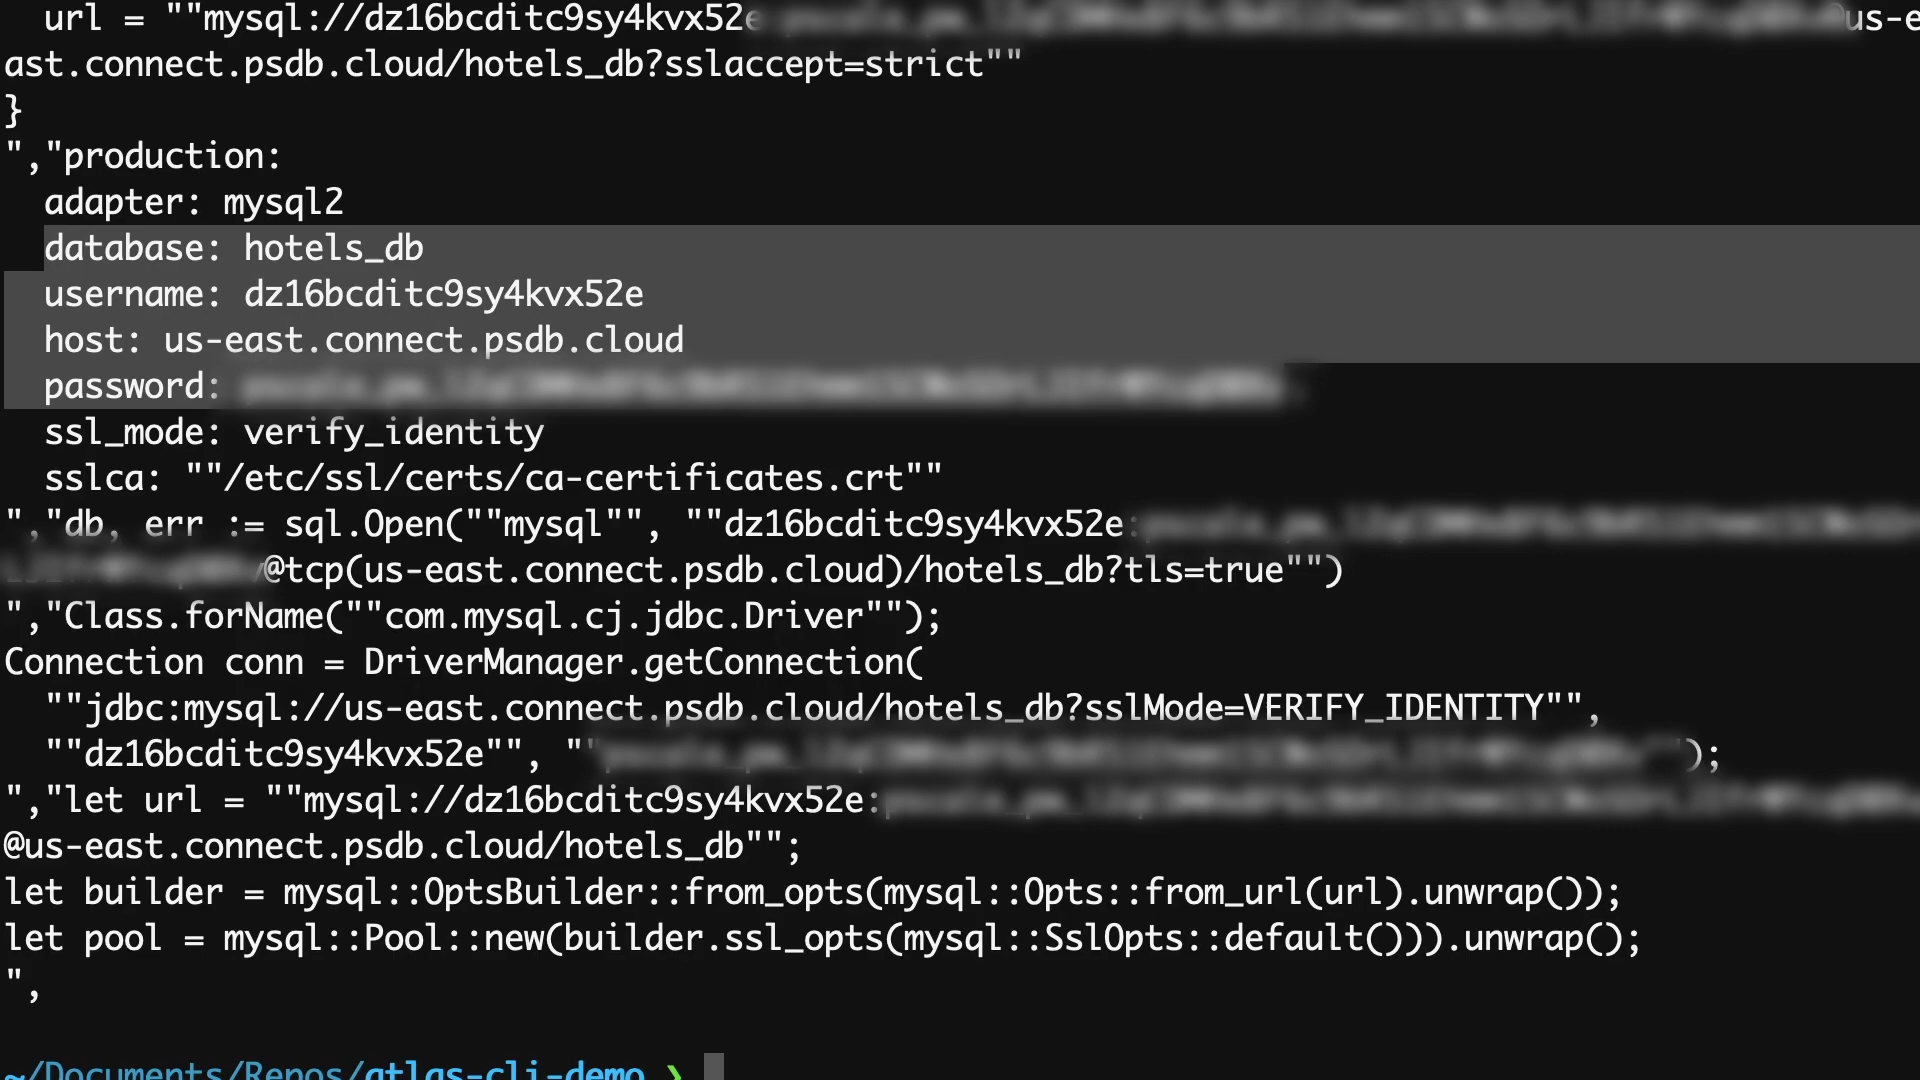 url = ""mysql://dz16bcditc9sy4kvx52e us-e
ast.connect.psdb.cloud/hotels_db?sslaccept=strict""
}
","production:
adapter: mysql2
database: hotels_db
username: dz16bcditc9sy4kvx52e
host: us-east.connect.psdb.cloud
password:
ssl_mode: verify_identity
sslca: ""/etc/ssl/certs/ca-certificates.crt""
","db, err := sql.Open(""mysql"", ""dz16bcditc9sy4kvx52e:
@tcp(us-east.connect.psdb.cloud)/hotels_db?tls=true"")
","Class.forName(""com.mysql.cj.jdbc.Driver"");
Connection conn = DriverManager.getConnection(
""jdbc:mysql://us-east.connect.psdb.cloud/hotels_db?sslMode=VERIFY_IDENTITY"",
""dz16bcditc9sy4kvx52e"", "" );
","let url = ""mysql://dz16bcditc9sy4kvx52e:
@us-east.connect.psdb.cloud/hotels_db"";
let builder = mysql::OptsBuilder::from_opts(mysql::Opts::from_url(url).unwrap());
let pool = mysql::Pool::new(builder.ssl_opts(mysql::SslOpts::default())).unwrap();
",
~/Documents/Repos/atlas-cli-demo ❯